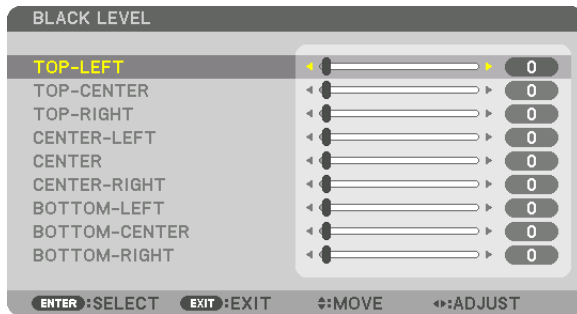 BLACK LEVEL
TOP-LEFT 0
TOP-CENTER 0
TOP-RIGHT 0
CENTER-LEFT 0
CENTER 0
CENTER-RIGHT 0
BOTTOM-LEFT 0
BOTTOM-CENTER 0
BOTTOM-RIGHT 0
ENTER :SELECT EXIT :EXIT :MOVE :ADJUST